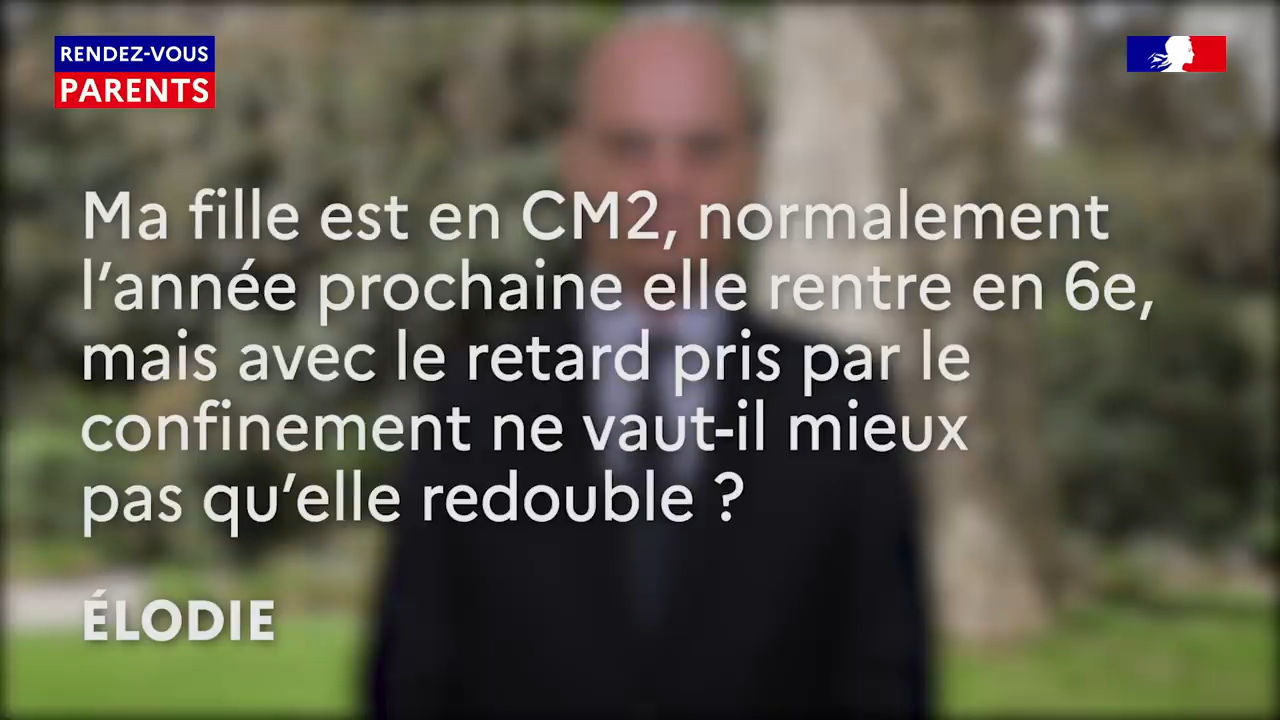 RENDEZ-VOUS
PARENTS
Ma fille est en CM2, normalement
l’année prochaine elle rentre en 6e,
mais avec le retard pris par le
confinement ne vaut-il mieux
pas qu’elle redouble ?
ÉLODIE